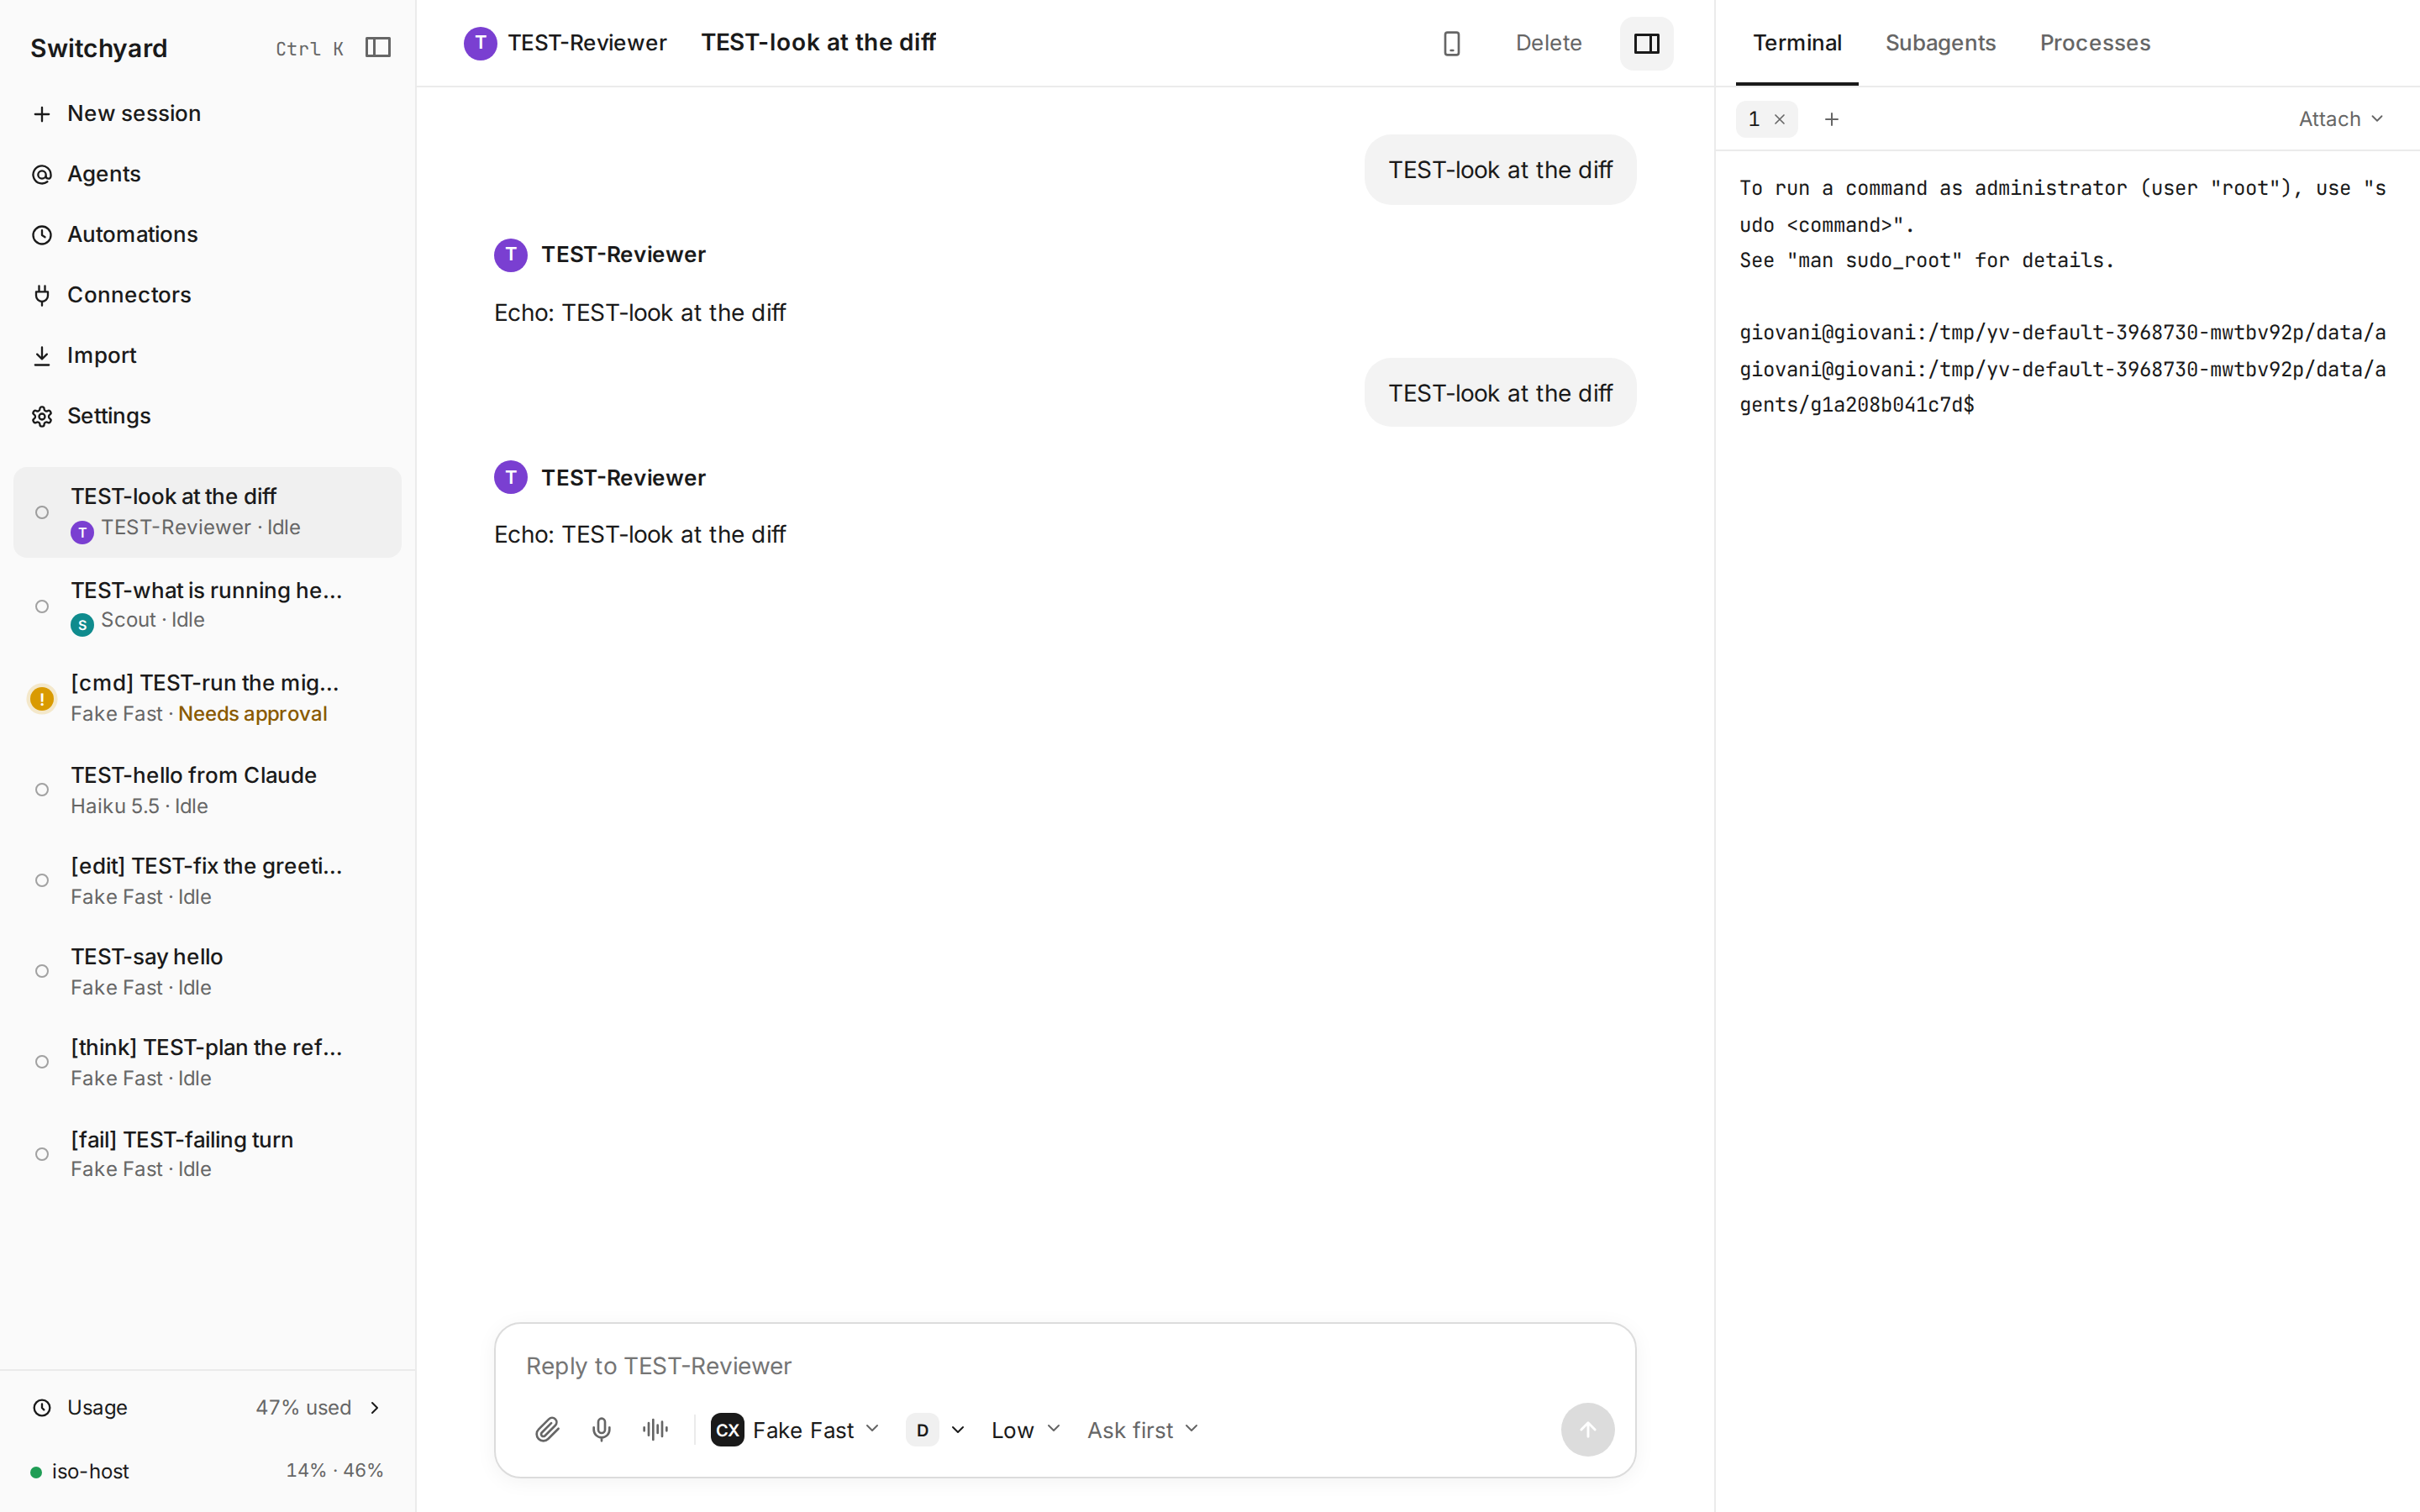 Switchyard Ctrl K
New session
Agents
Automations
Connectors
Import
Settings
TEST-look at the diff
T TEST-Reviewer · Idle
TEST-what is running he...
S Scout · Idle
! [cmd] TEST-run the mig...
Fake Fast · Needs approval
TEST-hello from Claude
Haiku 5.5 · Idle
[edit] TEST-fix the greeti...
Fake Fast · Idle
TEST-say hello
Fake Fast · Idle
[think] TEST-plan the ref...
Fake Fast · Idle
[fail] TEST-failing turn
Fake Fast · Idle
Usage 47% used
iso-host 14% · 46%
T TEST-Reviewer TEST-look at the diff Delete
TEST-look at the diff
T TEST-Reviewer
Echo: TEST-look at the diff
TEST-look at the diff
T TEST-Reviewer
Echo: TEST-look at the diff
Reply to TEST-Reviewer
CX Fake Fast D Low Ask first
Terminal Subagents Processes
1 × + Attach
To run a command as administrator (user "root"), use "s
udo <command>".
See "man sudo_root" for details.
giovani@giovani:/tmp/yv-default-3968730-mwtbv92p/data/a
giovani@giovani:/tmp/yv-default-3968730-mwtbv92p/data/a
gents/g1a208b041c7d$